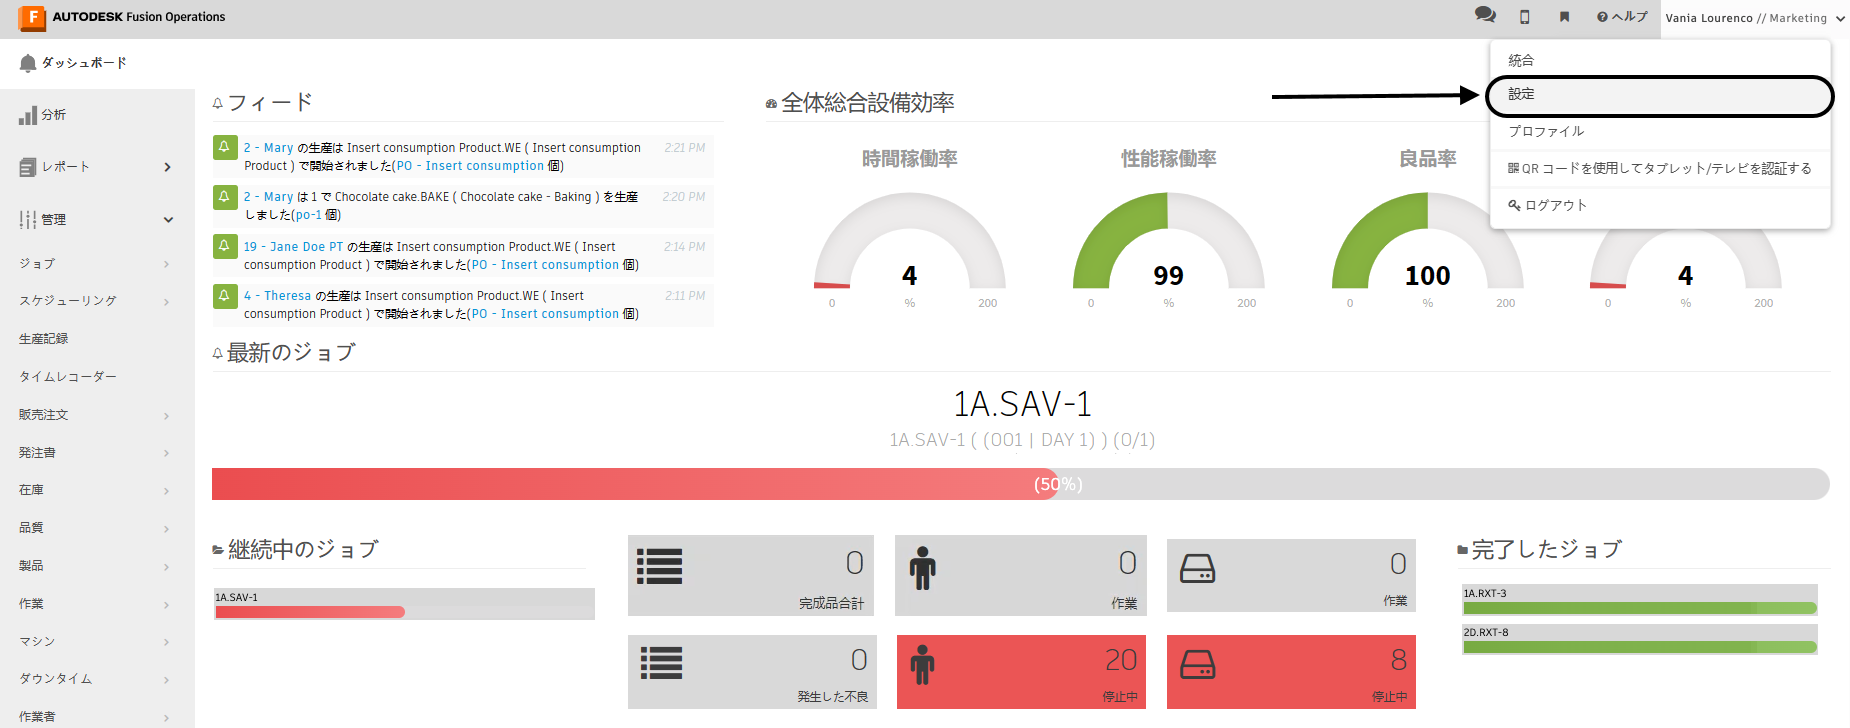 AUTODESK Fusion Operations
ヘルプ
Vania Lourenco // Marketing
ダッシュボード
統合
設定
プロファイル
QR コードを使用してタブレット/テレビを認証する
ログアウト
分析
レポート
管理
ジョブ
スケジューリング
生産記録
タイムレコーダー
販売注文
発注書
在庫
品質
製品
作業
マシン
ダウンタイム
作業者
フィード
2 - Mary の生産は Insert consumption Product.WE ( Insert consumption
Product ) で開始されました(PO - Insert consumption 個)
2:21 PM
2 - Mary は 1 で Chocolate cake.BAKE ( Chocolate cake - Baking ) を生産
しました(po-1 個)
2:20 PM
19 - Jane Doe PT の生産は Insert consumption Product.WE ( Insert
consumption Product ) で開始されました(PO - Insert consumption 個)
2:14 PM
4 - Theresa の生産は Insert consumption Product.WE ( Insert
consumption Product ) で開始されました(PO - Insert consumption 個)
2:11 PM
全体総合設備効率
時間稼働率
4
0 % 200
性能稼働率
99
0 % 200
良品率
100
0 % 200
4
0 % 200
最新のジョブ
1A.SAV-1
1A.SAV-1 ( (001 | DAY 1) ) (0/1)
(50%)
継続中のジョブ
1A.SAV-1
0
完成品合計
0
作業
0
作業
0
発生した不良
20
停止中
8
停止中
完了したジョブ
1A.RXT-3
2D.RXT-8